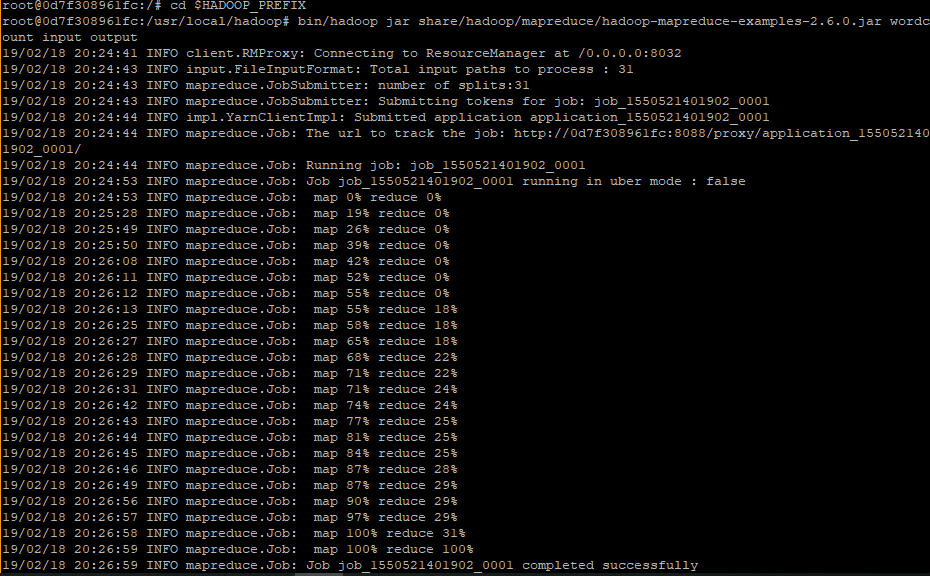 root@0d7f308961fc:/# cd $HADOOP_PREFIX
root@0d7f308961fc:/usr/local/hadoop# bin/hadoop jar share/hadoop/mapreduce/hadoop-mapreduce-examples-2.6.0.jar wordc
ount input output
19/02/18 20:24:41 INFO client.RMProxy: Connecting to ResourceManager at /0.0.0.0:8032
19/02/18 20:24:43 INFO input.FileInputFormat: Total input paths to process : 31
19/02/18 20:24:43 INFO mapreduce.JobSubmitter: number of splits:31
19/02/18 20:24:43 INFO mapreduce.JobSubmitter: Submitting tokens for job: job_1550521401902_0001
19/02/18 20:24:44 INFO impl.YarnClientImpl: Submitted application application_1550521401902_0001
19/02/18 20:24:44 INFO mapreduce.Job: The url to track the job: http://0d7f308961fc:8088/proxy/application_155052140
1902_0001/
19/02/18 20:24:44 INFO mapreduce.Job: Running job: job_1550521401902_0001
19/02/18 20:24:53 INFO mapreduce.Job: Job job_1550521401902_0001 running in uber mode : false
19/02/18 20:24:53 INFO mapreduce.Job:  map 0% reduce 0%
19/02/18 20:25:28 INFO mapreduce.Job:  map 19% reduce 0%
19/02/18 20:25:49 INFO mapreduce.Job:  map 26% reduce 0%
19/02/18 20:25:50 INFO mapreduce.Job:  map 39% reduce 0%
19/02/18 20:26:08 INFO mapreduce.Job:  map 42% reduce 0%
19/02/18 20:26:11 INFO mapreduce.Job:  map 52% reduce 0%
19/02/18 20:26:12 INFO mapreduce.Job:  map 55% reduce 0%
19/02/18 20:26:13 INFO mapreduce.Job:  map 55% reduce 18%
19/02/18 20:26:25 INFO mapreduce.Job:  map 58% reduce 18%
19/02/18 20:26:27 INFO mapreduce.Job:  map 65% reduce 18%
19/02/18 20:26:28 INFO mapreduce.Job:  map 68% reduce 22%
19/02/18 20:26:29 INFO mapreduce.Job:  map 71% reduce 22%
19/02/18 20:26:31 INFO mapreduce.Job:  map 71% reduce 24%
19/02/18 20:26:42 INFO mapreduce.Job:  map 74% reduce 24%
19/02/18 20:26:43 INFO mapreduce.Job:  map 77% reduce 25%
19/02/18 20:26:44 INFO mapreduce.Job:  map 81% reduce 25%
19/02/18 20:26:45 INFO mapreduce.Job:  map 84% reduce 25%
19/02/18 20:26:46 INFO mapreduce.Job:  map 87% reduce 28%
19/02/18 20:26:49 INFO mapreduce.Job:  map 87% reduce 29%
19/02/18 20:26:56 INFO mapreduce.Job:  map 90% reduce 29%
19/02/18 20:26:57 INFO mapreduce.Job:  map 97% reduce 29%
19/02/18 20:26:58 INFO mapreduce.Job:  map 100% reduce 31%
19/02/18 20:26:59 INFO mapreduce.Job:  map 100% reduce 100%
19/02/18 20:26:59 INFO mapreduce.Job: Job job_1550521401902_0001 completed successfully